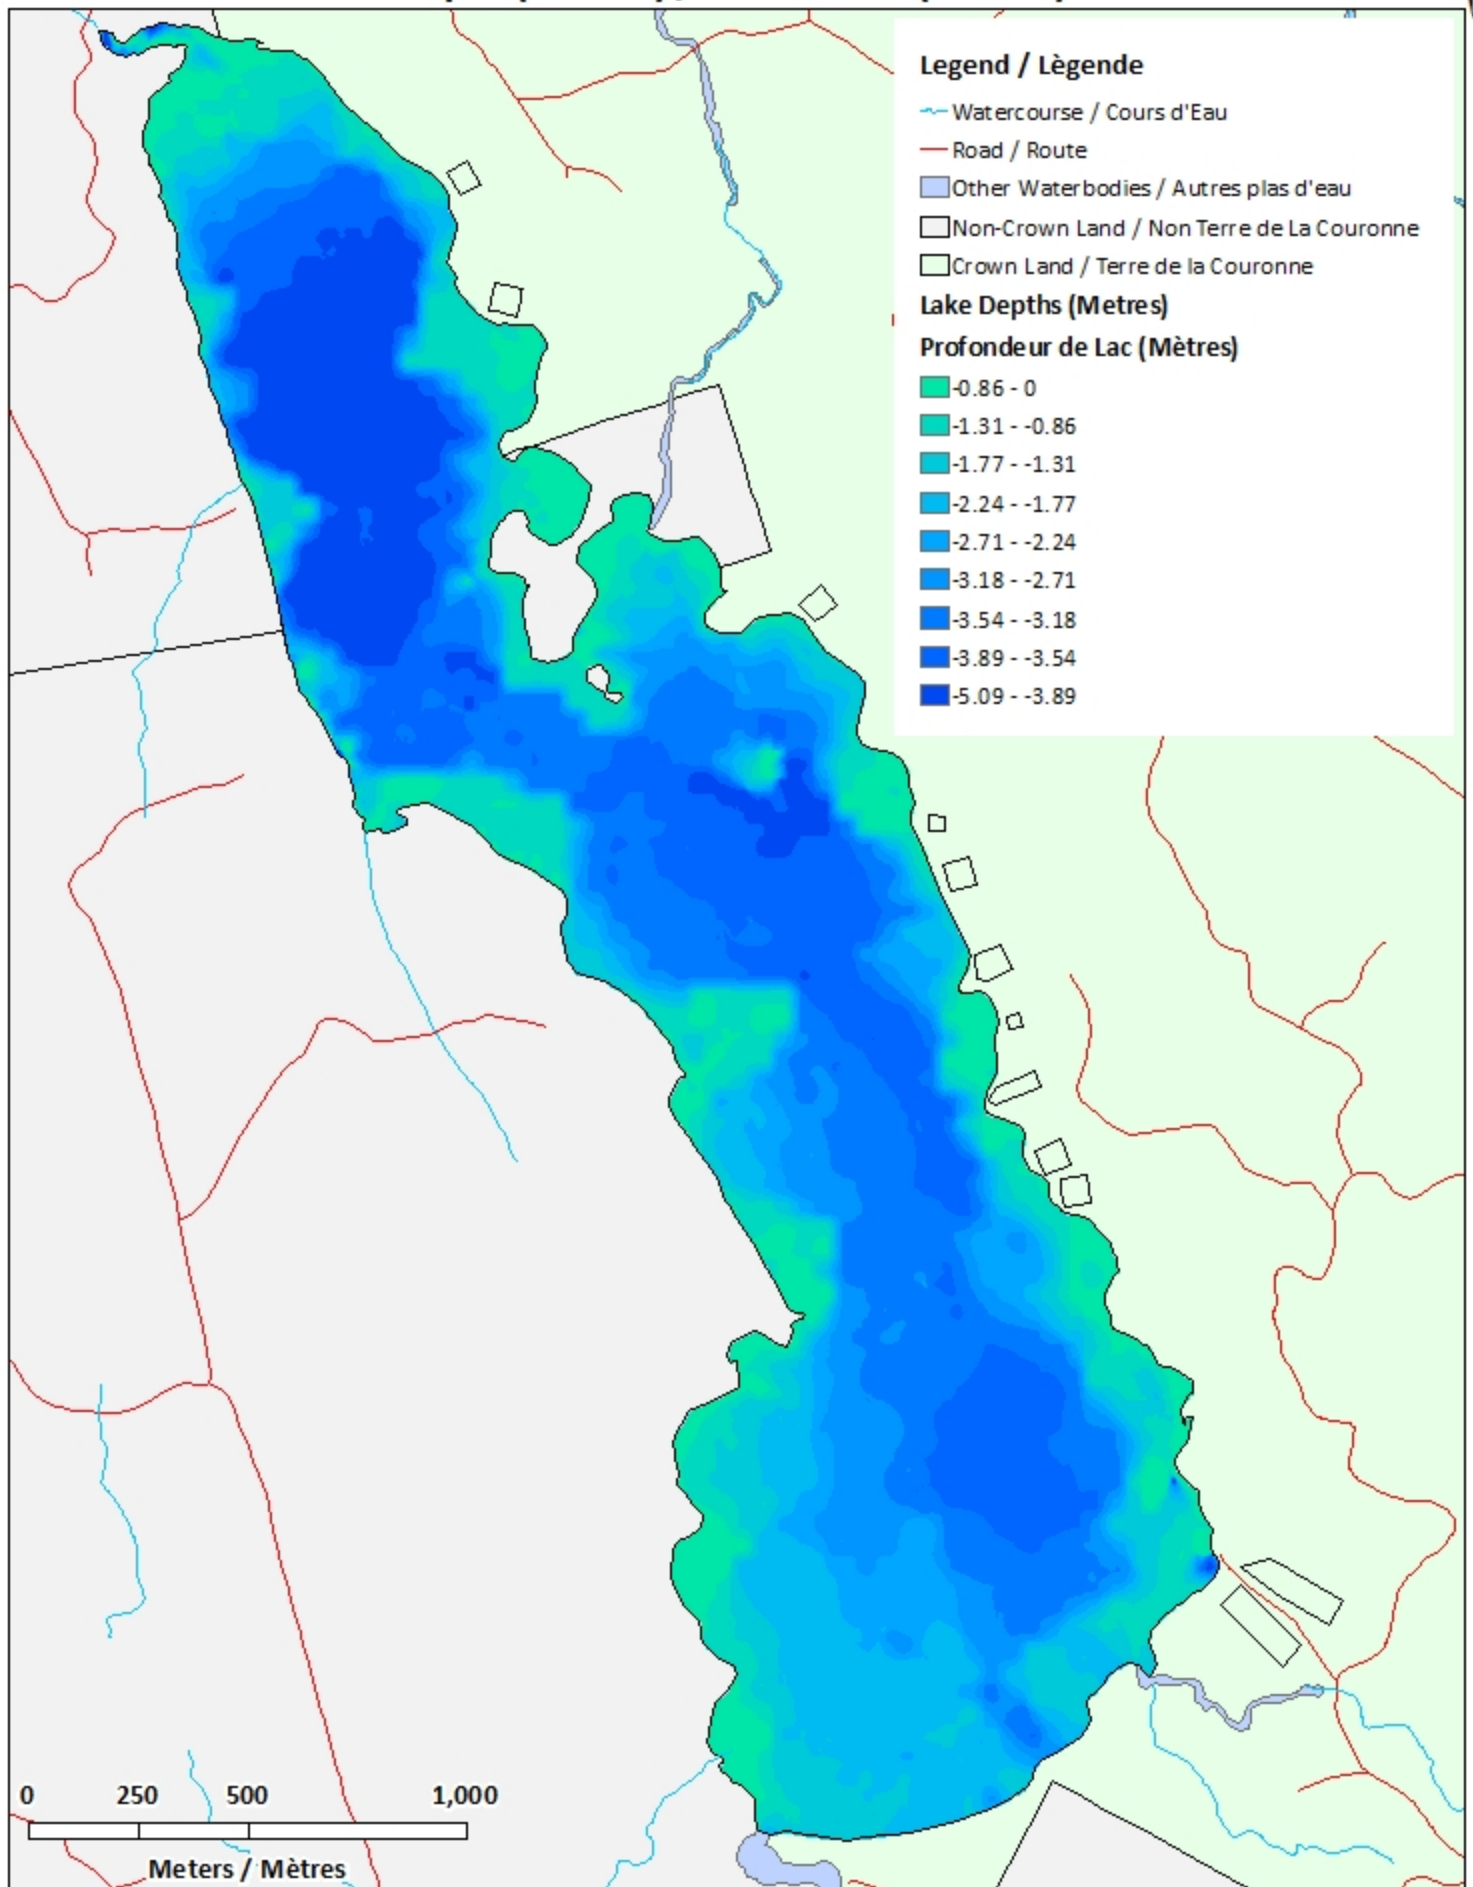 Legend / Lègende
Watercourse / Cours d'Eau
Road / Route
Other Waterbodies / Autres plas d'eau
Non-Crown Land / Non Terre de La Couronne
Crown Land / Terre de la Couronne
Lake Depths (Metres)
Profondeur de Lac (Mètres)
-0.86 - 0
-1.31 - -0.86
-1.77 - -1.31
-2.24 - -1.77
-2.71 - -2.24
-3.18 - -2.71
-3.54 - -3.18
-3.89 - -3.54
-5.09 - -3.89
0 250 500 1,000
Meters / Mètres